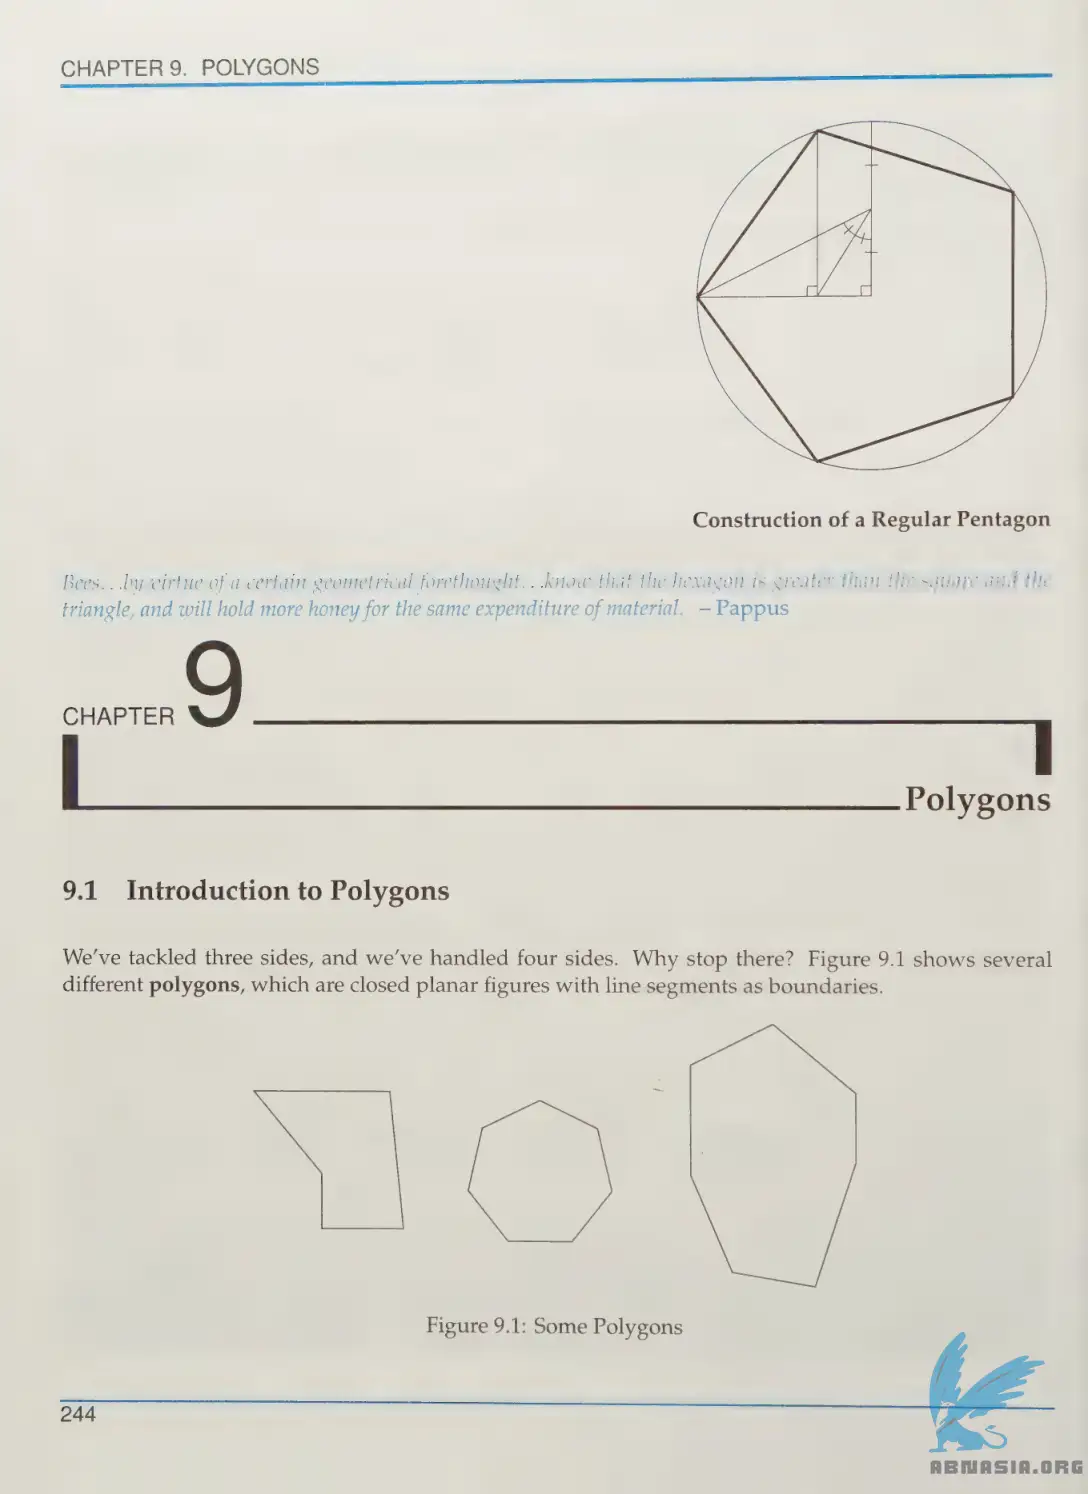 CHAPTER 9. POLYGONS
Construction of a Regular Pentagon
Bees...by virtue of a certain geometrical forethought...know that the hexagon is greater than the square and the
triangle, and will hold more honey for the same expenditure of material. – Pappus
CHAPTER 9
Polygons
9.1 Introduction to Polygons
We've tackled three sides, and we've handled four sides. Why stop there? Figure 9.1 shows several
different polygons, which are closed planar figures with line segments as boundaries.
Figure 9.1: Some Polygons
244
ABNASIA.ORG